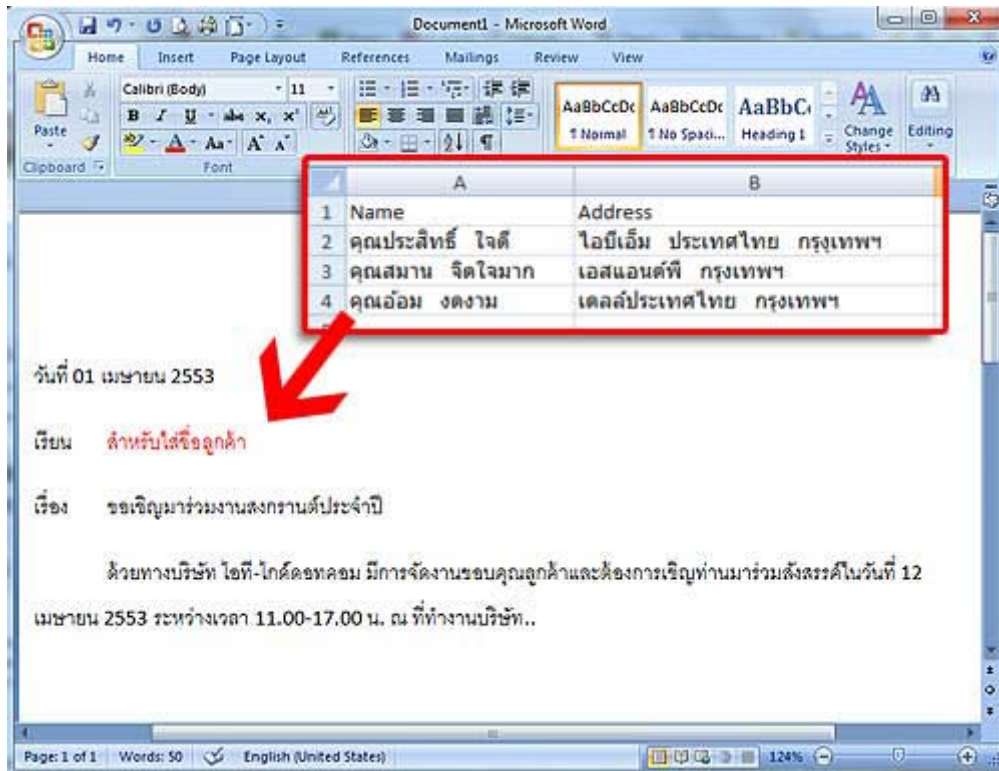 Document1 - Microsoft Word
Home Insert Page Layout References Mailings Review View
Calibri (Body) 11
AaBbCcDc AaBbCcDc AaBbC
Paste
B I U abc x, x'
Aa A A
¶ Normal ¶ No Spaci... Heading 1
Change Styles Editing
Clipboard Font
A B
1 Name Address
2 คุณประสิทธิ์ ใจดี ไอบีเอ็ม ประเทศไทย กรุงเทพฯ
3 คุณสมาน จิตใจมาก เอสแอนด์พี กรุงเทพฯ
4 คุณอ้อม งดงาม เดลล์ประเทศไทย กรุงเทพฯ
วันที่ 01 เมษายน 2553
เรียน สำหรับใส่ชื่อลูกค้า
เรื่อง ขอเชิญมาร่วมงานสงกรานต์ประจำปี
ด้วยทางบริษัท ไอที-ไกด์ดอทคอม มีการจัดงานขอบคุณลูกค้าและต้องการเชิญท่านมาร่วมสังสรรค์ในวันที่ 12
เมษายน 2553 ระหว่างเวลา 11.00-17.00 น. ณ ที่ทำงานบริษัท..
Page: 1 of 1 Words: 50 English (United States) 124%